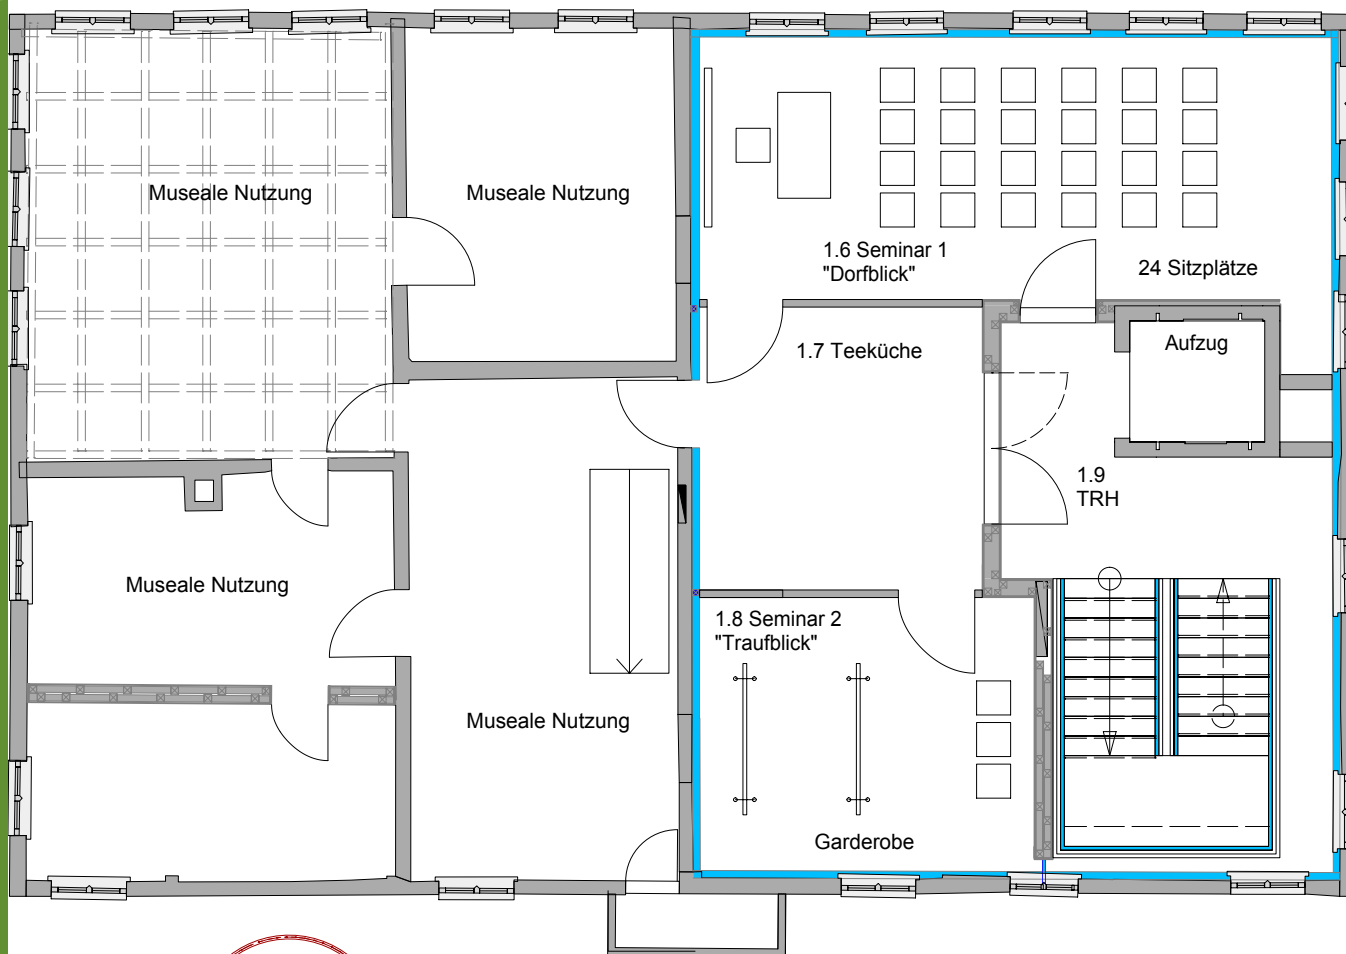 Museale Nutzung
Museale Nutzung
1.6 Seminar 1
"Dorfblick"
24 Sitzplätze
1.7 Teeküche
Aufzug
1.9
TRH
Museale Nutzung
1.8 Seminar 2
"Traufblick"
Museale Nutzung
Garderobe